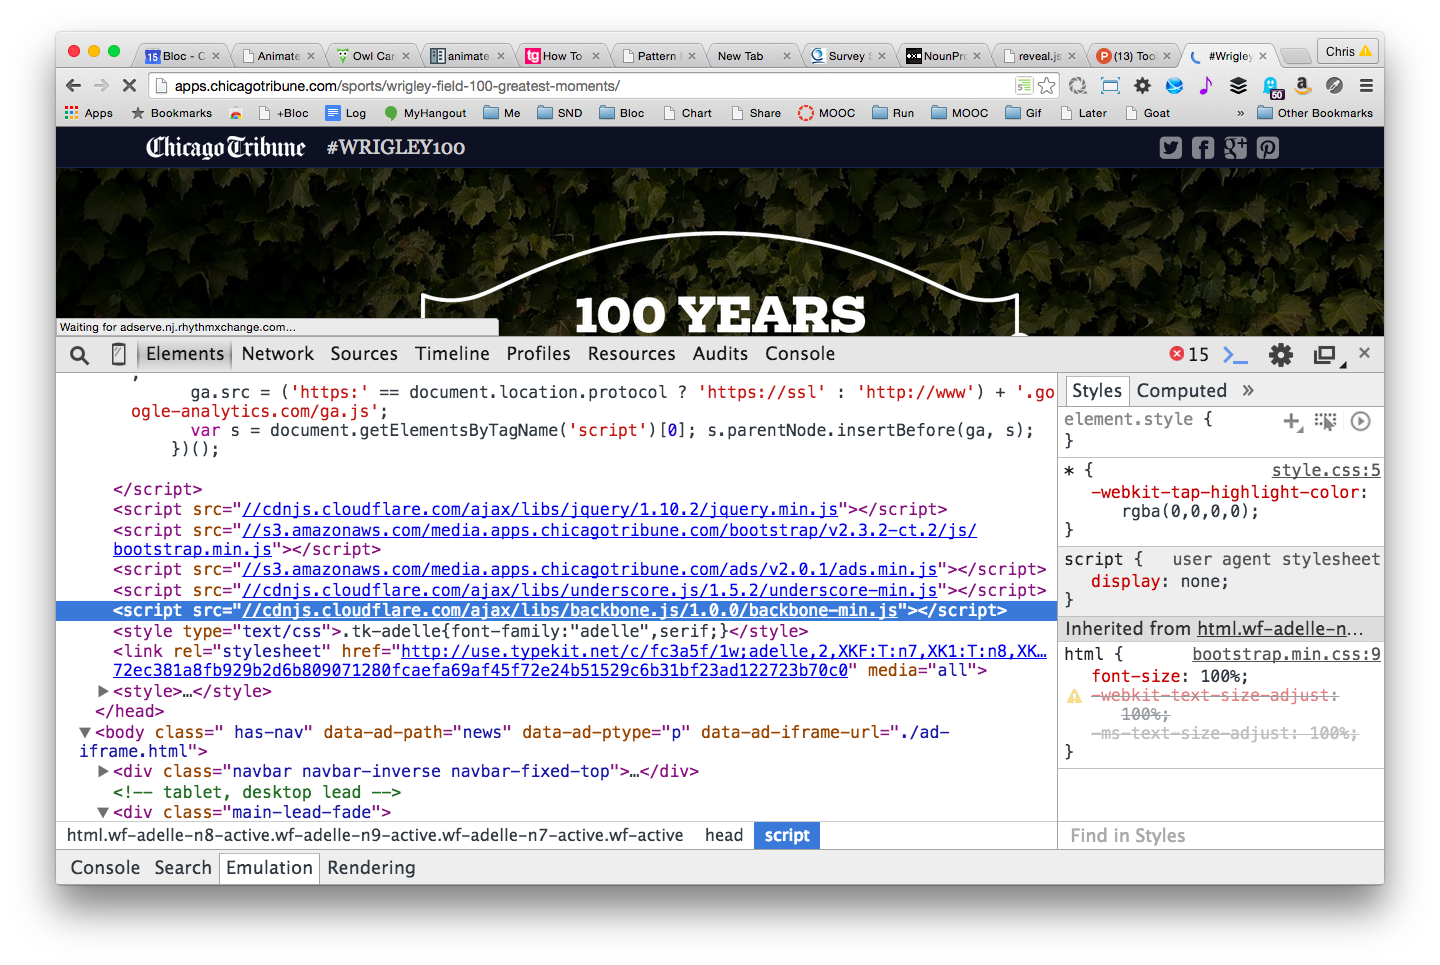 15 Bloc - C
Animate
Owl Car
animate
tg How To
Pattern
New Tab
Survey
NounPr
reveal.js
P (13) Too
#Wrigley
Chris
apps.chicagotribune.com/sports/wrigley-field-100-greatest-moments/
50
Apps
Bookmarks
+Bloc
Log
MyHangout
Me
SND
Bloc
Chart
Share
MOOC
Run
MOOC
Gif
Later
Goat
»
Other Bookmarks
Chicago Tribune #WRIGLEY100
100 YEARS
Waiting for adserve.nj.rhythmxchange.com...
Elements Network Sources Timeline Profiles Resources Audits Console 15
;
ga.src = ('https:' == document.location.protocol ? 'https://ssl' : 'http://www') + '.go
ogle-analytics.com/ga.js';
var s = document.getElementsByTagName('script')[0]; s.parentNode.insertBefore(ga, s);
})();
</script>
<script src="//cdnjs.cloudflare.com/ajax/libs/jquery/1.10.2/jquery.min.js"></script>
<script src="//s3.amazonaws.com/media.apps.chicagotribune.com/bootstrap/v2.3.2-ct.2/js/
bootstrap.min.js"></script>
<script src="//s3.amazonaws.com/media.apps.chicagotribune.com/ads/v2.0.1/ads.min.js"></script>
<script src="//cdnjs.cloudflare.com/ajax/libs/underscore.js/1.5.2/underscore-min.js"></script>
<script src="//cdnjs.cloudflare.com/ajax/libs/backbone.js/1.0.0/backbone-min.js"></script>
<style type="text/css">.tk-adelle{font-family:"adelle",serif;}</style>
<link rel="stylesheet" href="http://use.typekit.net/c/fc3a5f/1w;adelle,2,XKF:T:n7,XK1:T:n8,XK…
72ec381a8fb929b2d6b809071280fcaefa69af45f72e24b51529c6b31bf23ad122723b70c0" media="all">
<style>…</style>
</head>
<body class=" has-nav" data-ad-path="news" data-ad-ptype="p" data-ad-iframe-url="./ad-
iframe.html">
<div class="navbar navbar-inverse navbar-fixed-top">…</div>
<!-- tablet, desktop lead -->
<div class="main-lead-fade">
html.wf-adelle-n8-active.wf-adelle-n9-active.wf-adelle-n7-active.wf-active head script
Styles Computed »
element.style {
}
* { style.css:5
-webkit-tap-highlight-color:
rgba(0,0,0,0);
}
script { user agent stylesheet
display: none;
}
Inherited from html.wf-adelle-n…
html { bootstrap.min.css:9
font-size: 100%;
-webkit-text-size-adjust:
100%;
-ms-text-size-adjust: 100%;
}
Find in Styles
Console Search Emulation Rendering